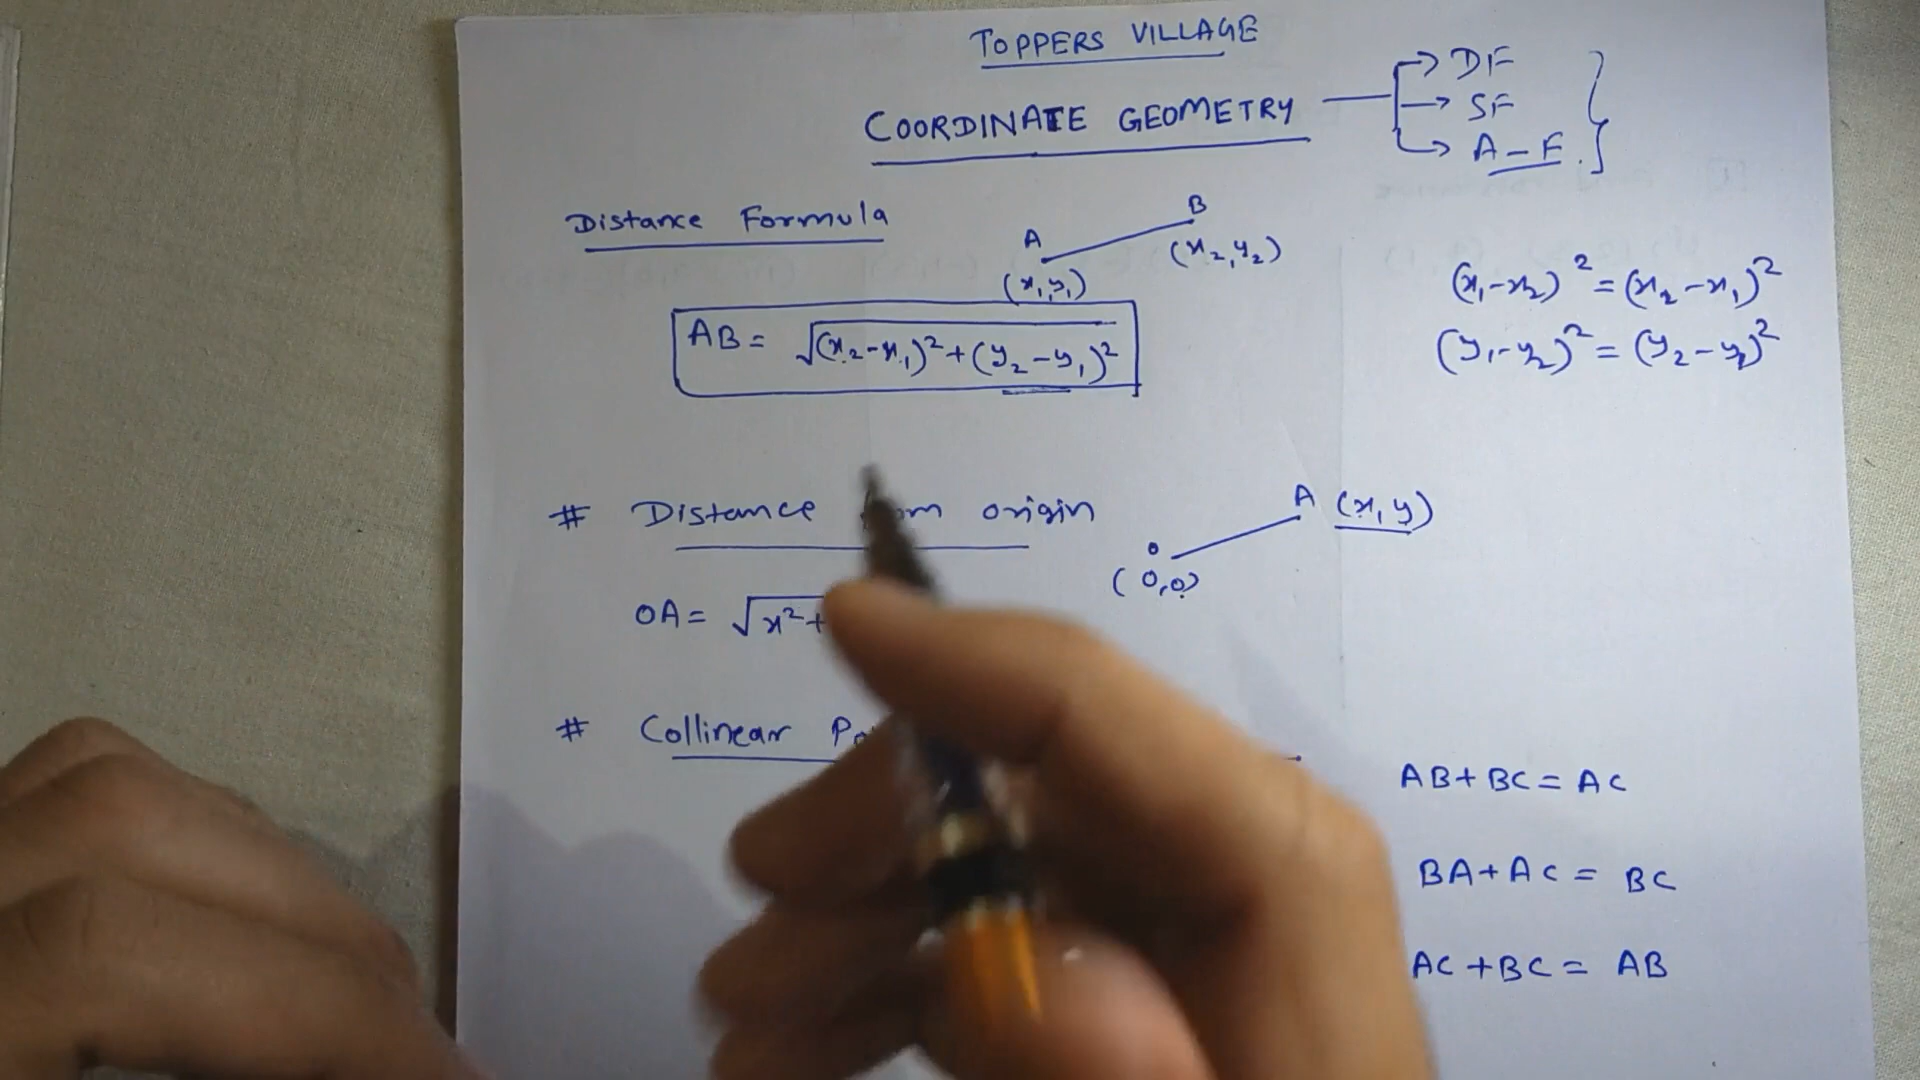 TOPPERS VILLAGE
COORDINATE GEOMETRY
→ DF
→ SF
→ A-F.
Distance Formula
A
B
(x₁,y₁)
(x₂,y₂)
AB = √(x₂-x₁)²+(y₂-y₁)²
(x₁-x₂)² = (x₂-x₁)²
(y₁-y₂)² = (y₂-y₁)²
# Distance origin
A (x,y)
O
(0,0)
OA = √x²+
# Collinear
AB+BC = AC
BA+AC = BC
AC+BC = AB